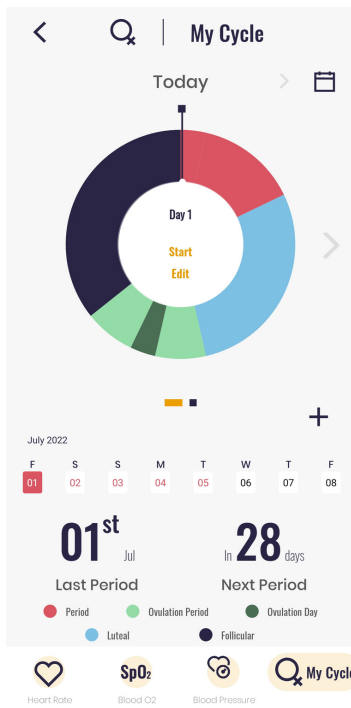 My Cycle
Today
Day 1
Start
Edit
July 2022
F S S M T W T F
01 02 03 04 05 06 07 08
01st Jul
In 28 days
Last Period
Next Period
Period Ovulation Period Ovulation Day
Luteal Follicular
SpO2
My Cycle
Heart Rate Blood O2 Blood Pressure